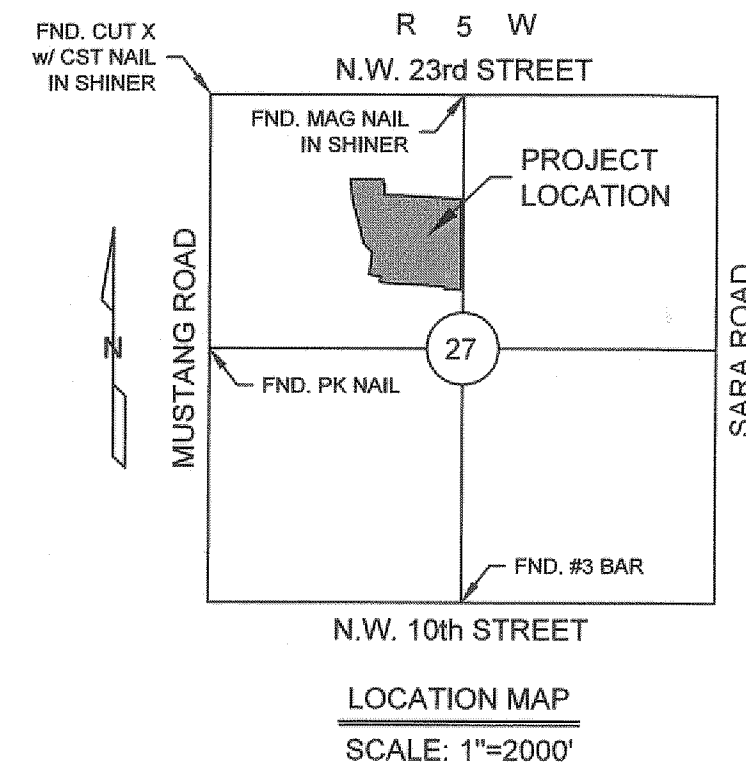 R 5 W
FND. CUT X
w/ CST NAIL
IN SHINER
N.W. 23rd STREET
FND. MAG NAIL
IN SHINER
PROJECT
LOCATION
MUSTANG ROAD
SARA ROAD
N
27
FND. PK NAIL
FND. #3 BAR
N.W. 10th STREET
LOCATION MAP
SCALE: 1"=2000'